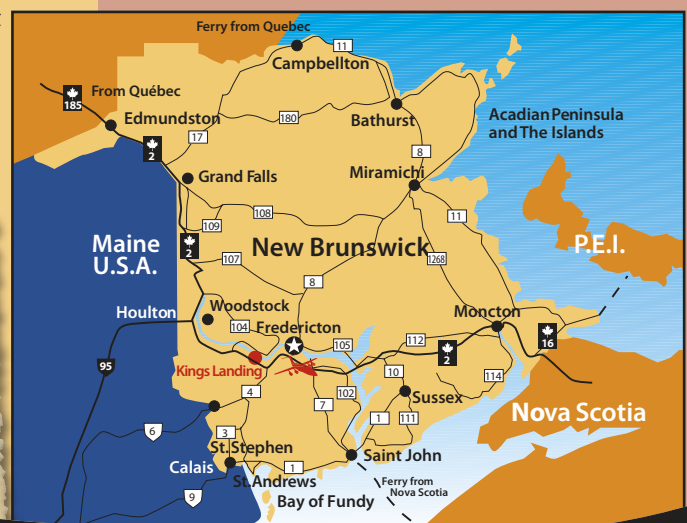 Ferry from Quebec
11
Campbellton
From Québec
185
Edmundston
2
17
180
Bathurst
Acadian Peninsula
and The Islands
8
Miramichi
Grand Falls
11
108
109
Maine
U.S.A.
2
107
New Brunswick
1268
P.E.I.
8
Houlton
Woodstock
104
Fredericton
Moncton
105
112
2
16
95
Kings Landing
4
7
102
10
114
Sussex
Nova Scotia
1
111
6
3
St.Stephen
Saint John
Calais
1
St.Andrews
Ferry from
Nova Scotia
9
Bay of Fundy